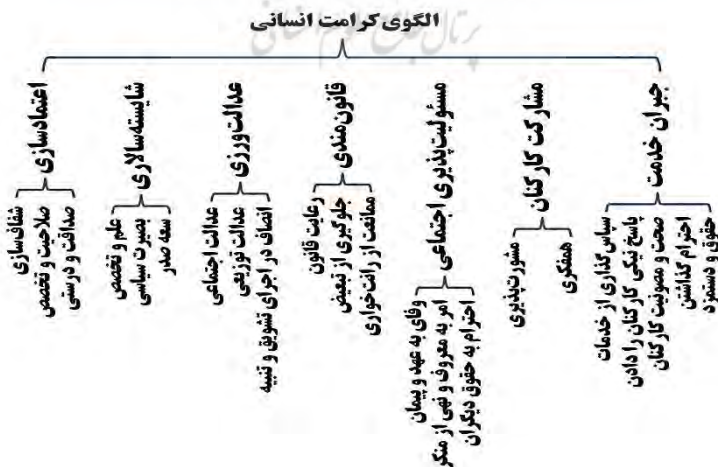 الگوی کرامت انسانی
جبران خدمت
حقوق و دستمزد
احترام گذاشتن
صحت و مصونیت کارکنان
پاسخ نیکی کارکنان را دادن
سپاس گذاری از خدمات
مشارکت کارکنان
همفکری
مشورت‌پذیری
مسئولیت‌پذیری اجتماعی
احترام به حقوق دیگران
امر به معروف و نهی از منکر
وفای به عهد و پیمان
قانون‌مندی
ممانعت از رانت‌خواری
جلوگیری از تبعیض
رعایت قانون
عدالت‌ورزی
انصاف در اجرای تشویق و تنبیه
عدالت توزیعی
عدالت اجتماعی
شایسته‌سالاری
سعه صدر
بصیرت سیاسی
علم و تخصص
اعتمادسازی
صداقت و درستی
صلاحیت و تخصص
شفاف‌سازی